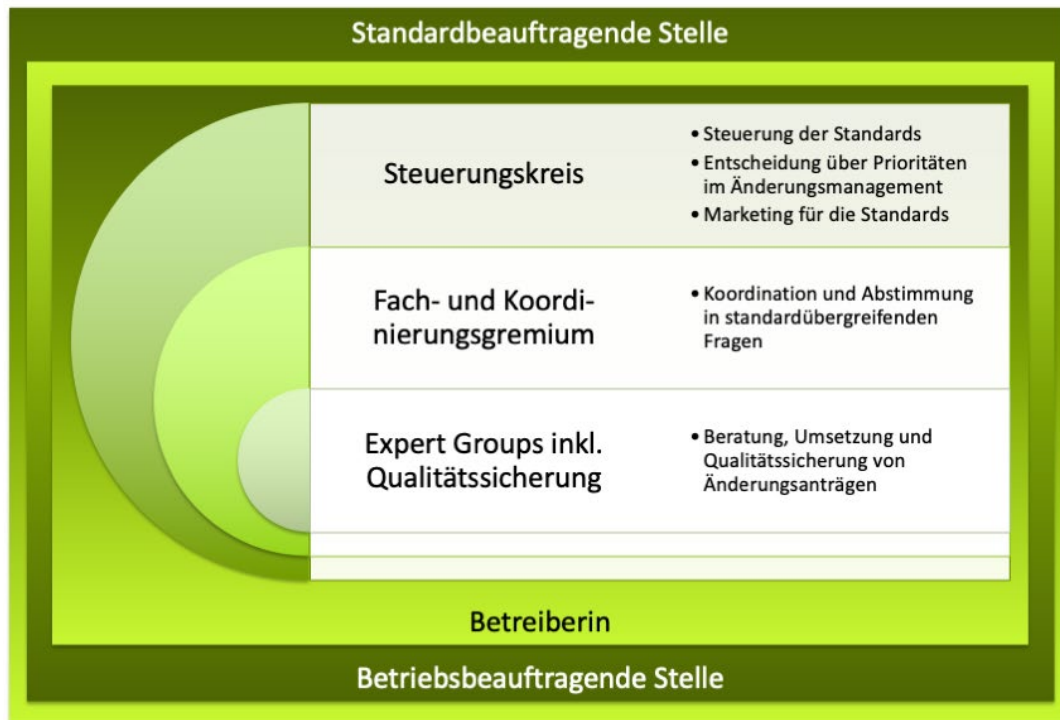 Standardbeauftragende Stelle
Steuerungskreis
• Steuerung der Standards
• Entscheidung über Prioritäten
im Änderungsmanagement
• Marketing für die Standards
Fach- und Koordi-
nierungsgremium
• Koordination und Abstimmung
in standardübergreifenden
Fragen
Expert Groups inkl.
Qualitätssicherung
• Beratung, Umsetzung und
Qualitätssicherung von
Änderungsanträgen
Betreiberin
Betriebsbeauftragende Stelle